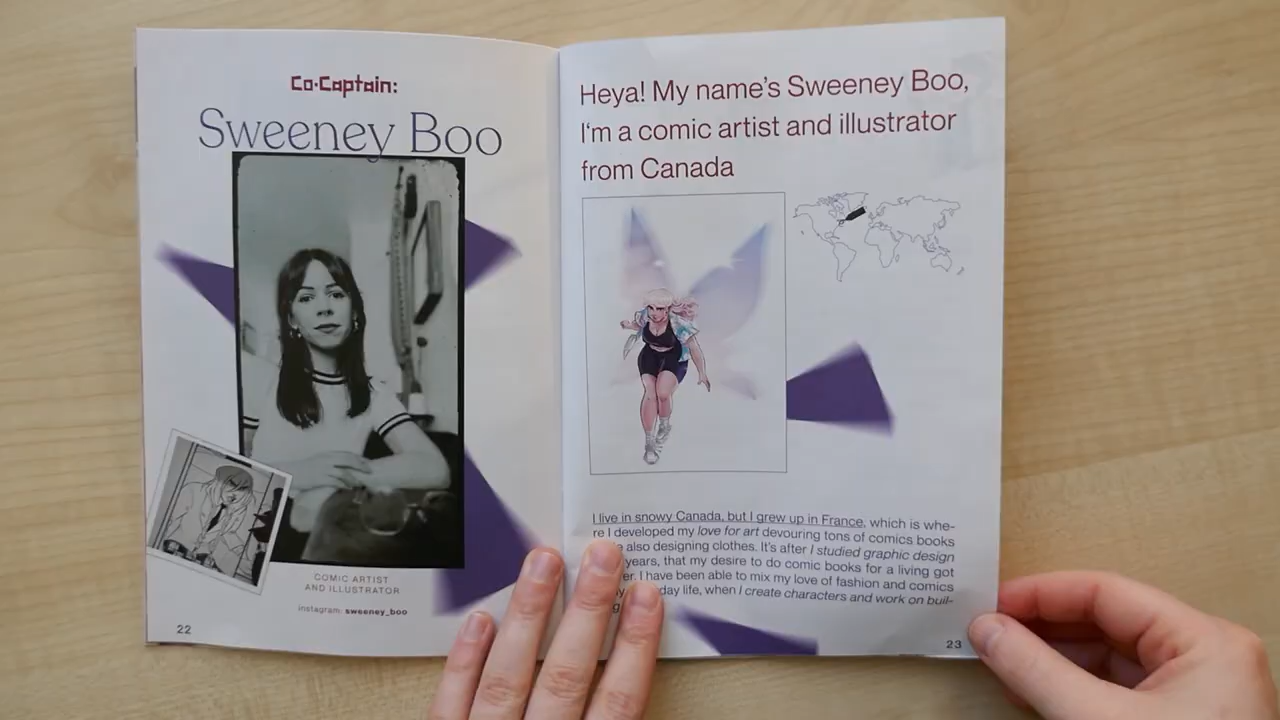 Co·Captain:
Sweeney Boo
COMIC ARTIST
AND ILLUSTRATOR
instagram: sweeney_boo
22
Heya! My name's Sweeney Boo,
I'm a comic artist and illustrator
from Canada
I live in snowy Canada, but I grew up in France, which is whe-
re I developed my love for art devouring tons of comics books
also designing clothes. It's after I studied graphic design
years, that my desire to do comic books for a living got
I have been able to mix my love of fashion and comics
day life, when I create characters and work on buil-
23